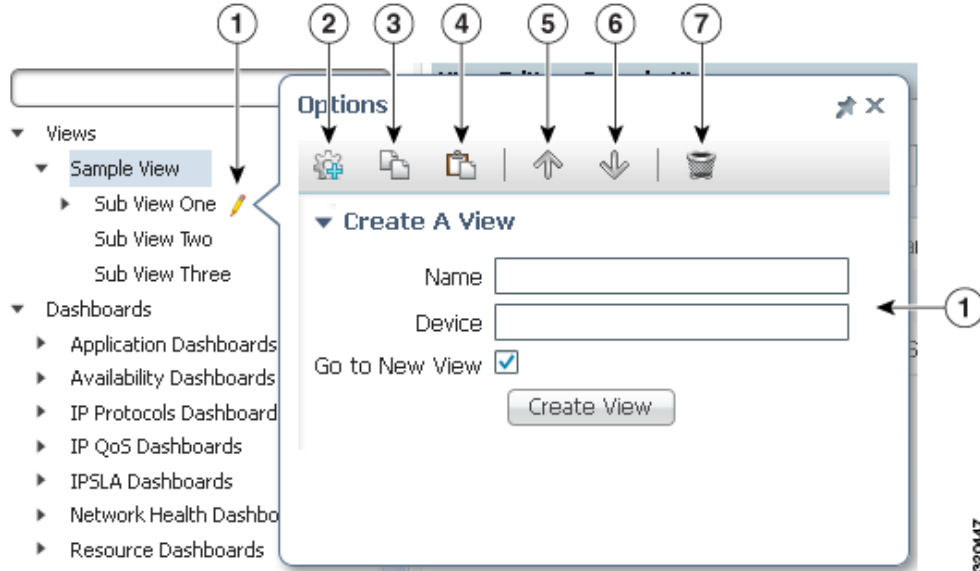 1 2 3 4 5 6 7
Options
Views
Sample View
Sub View One
Sub View Two
Sub View Three
Dashboards
Application Dashboards
Availability Dashboards
IP Protocols Dashboard
IP QoS Dashboards
IPSLA Dashboards
Network Health Dashbo
Resource Dashboards
Create A View
Name
Device
1
Go to New View
Create View